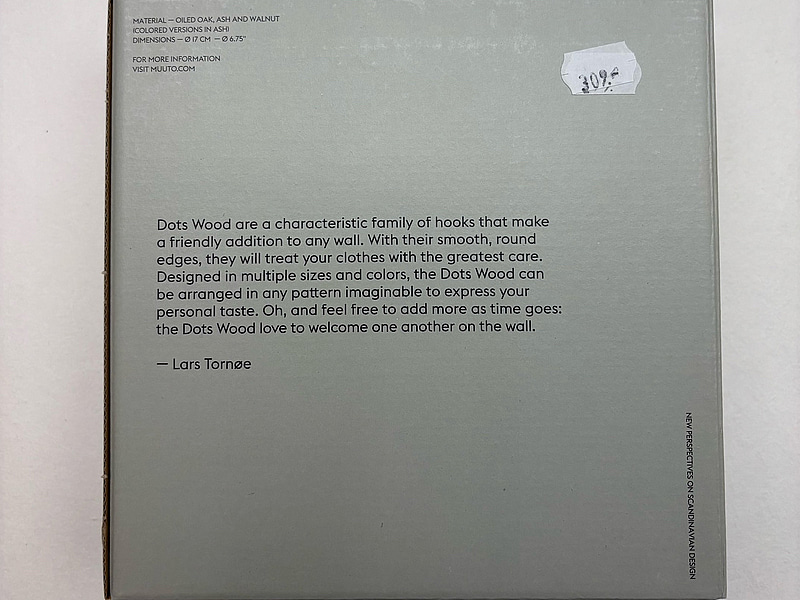 MATERIAL — OILED OAK, ASH AND WALNUT
(COLORED VERSIONS IN ASH)
DIMENSIONS — Ø 17 CM — Ø 6.75"
FOR MORE INFORMATION
VISIT MUUTO.COM
309.-
Dots Wood are a characteristic family of hooks that make
a friendly addition to any wall. With their smooth, round
edges, they will treat your clothes with the greatest care.
Designed in multiple sizes and colors, the Dots Wood can
be arranged in any pattern imaginable to express your
personal taste. Oh, and feel free to add more as time goes:
the Dots Wood love to welcome one another on the wall.
— Lars Tornøe
NEW PERSPECTIVES ON SCANDINAVIAN DESIGN